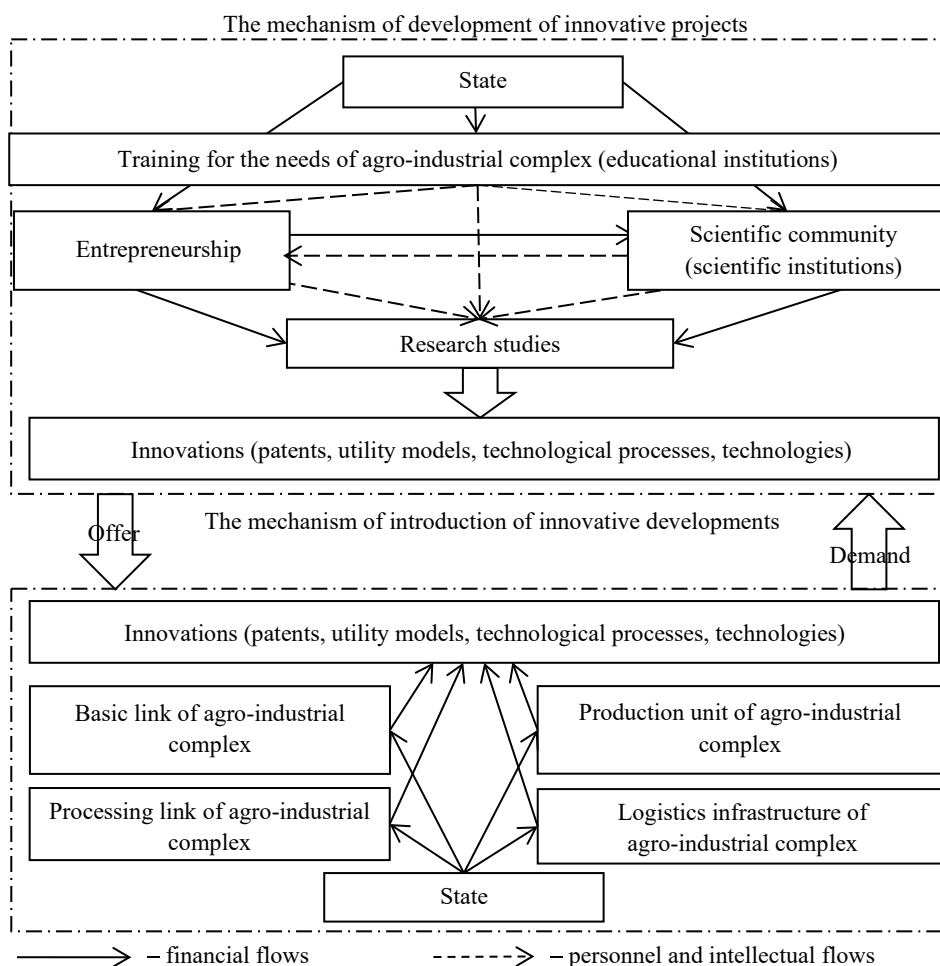 The mechanism of development of innovative projects
State
Training for the needs of agro-industrial complex (educational institutions)
Entrepreneurship
Scientific community
(scientific institutions)
Research studies
Innovations (patents, utility models, technological processes, technologies)
Offer
The mechanism of introduction of innovative developments
Demand
Innovations (patents, utility models, technological processes, technologies)
Basic link of agro-industrial
complex
Production unit of agro-industrial
complex
Processing link of agro-industrial
complex
Logistics infrastructure of
agro-industrial complex
State
– financial flows
– personnel and intellectual flows